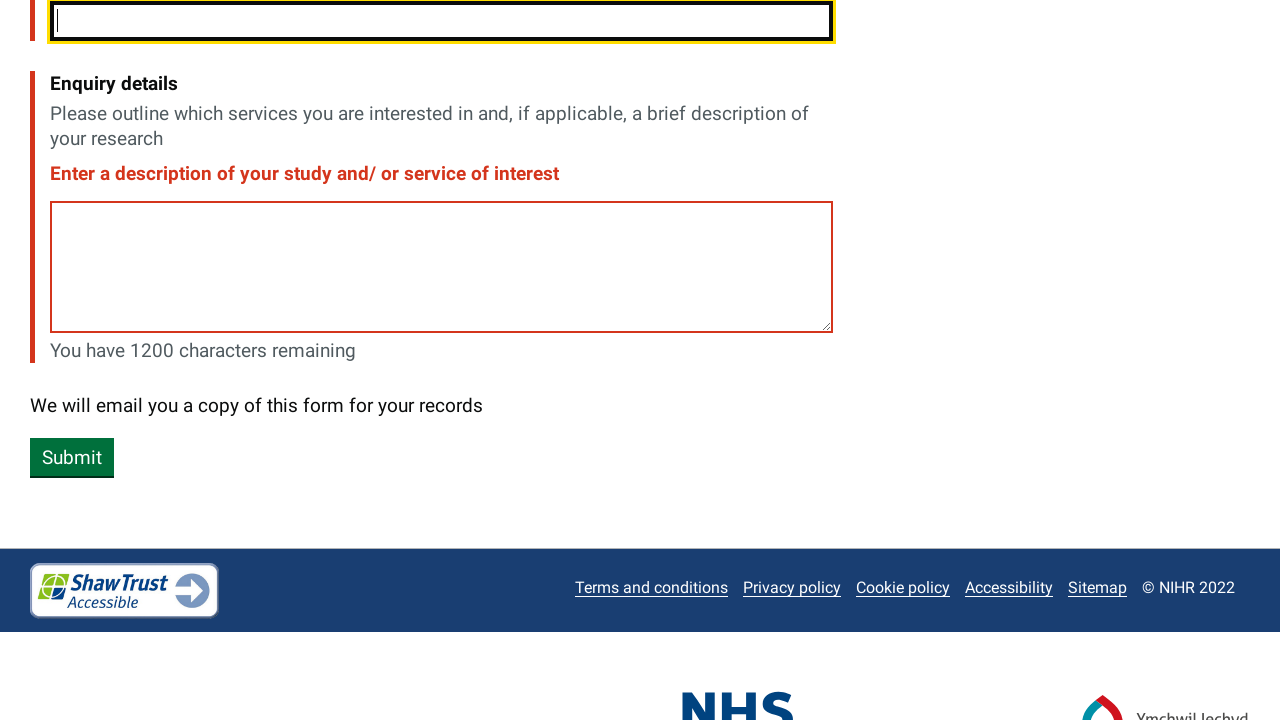 Enquiry details
Please outline which services you are interested in and, if applicable, a brief description of
your research
Enter a description of your study and/ or service of interest
You have 1200 characters remaining
We will email you a copy of this form for your records
Submit
ShawTrust
Accessible
Terms and conditions Privacy policy Cookie policy Accessibility Sitemap © NIHR 2022
NHS
Ymchwil Iechyd